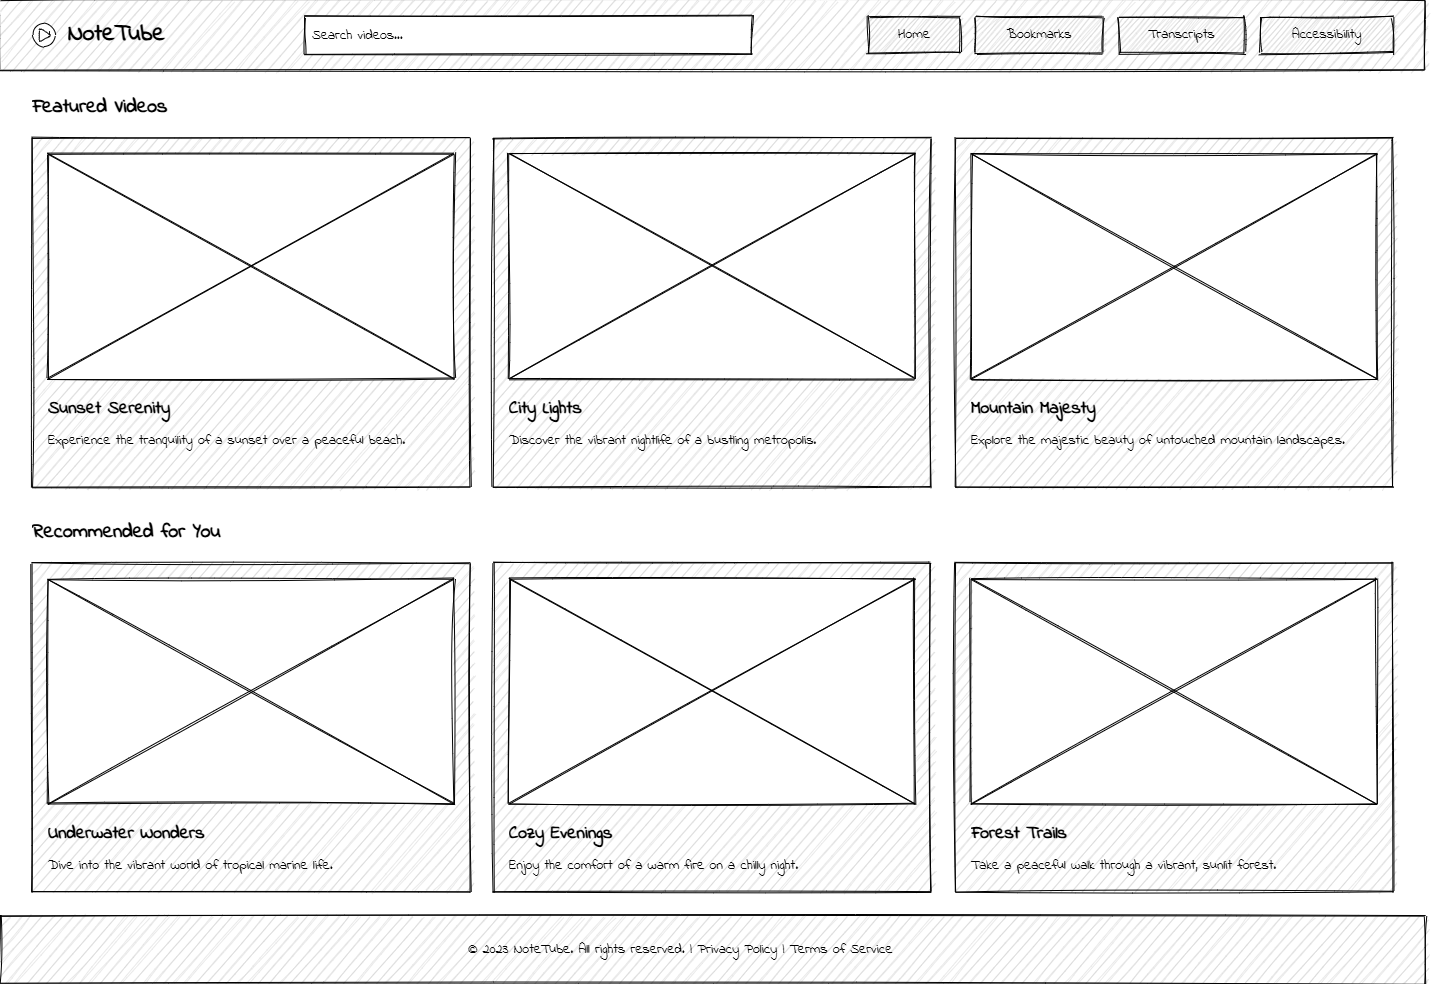 NoteTube
Search videos...
Home
Bookmarks
Transcripts
Accessibility
Featured Videos
Sunset Serenity
Experience the tranquility of a sunset over a peaceful beach.
City Lights
Discover the vibrant nightlife of a bustling metropolis.
Mountain Majesty
Explore the majestic beauty of untouched mountain landscapes.
Recommended for You
Underwater Wonders
Dive into the vibrant world of tropical marine life.
Cozy Evenings
Enjoy the comfort of a warm fire on a chilly night.
Forest Trails
Take a peaceful walk through a vibrant, sunlit forest.
© 2023 NoteTube. All rights reserved. | Privacy Policy | Terms of Service